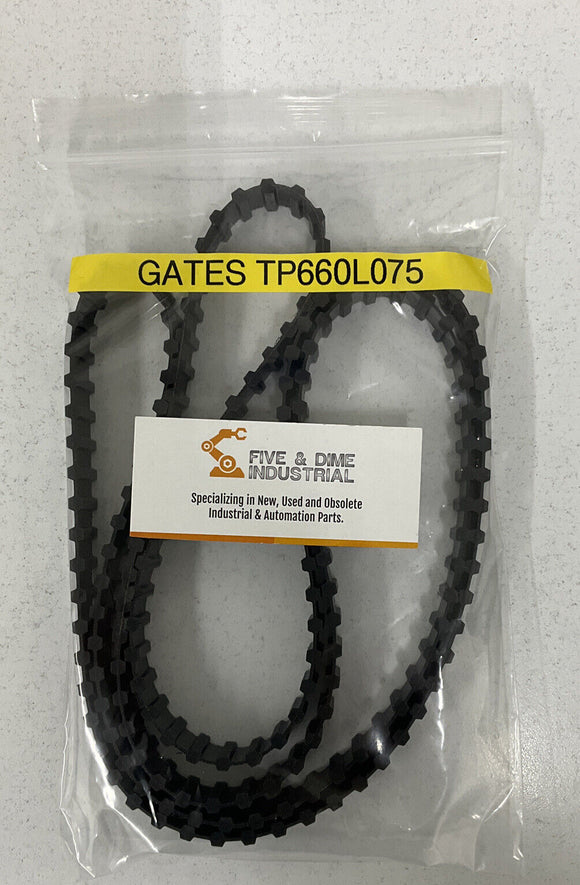 GATES TP660L075
FIVE & DIME
INDUSTRIAL
Specializing in New, Used and Obsolete
Industrial & Automation Parts.